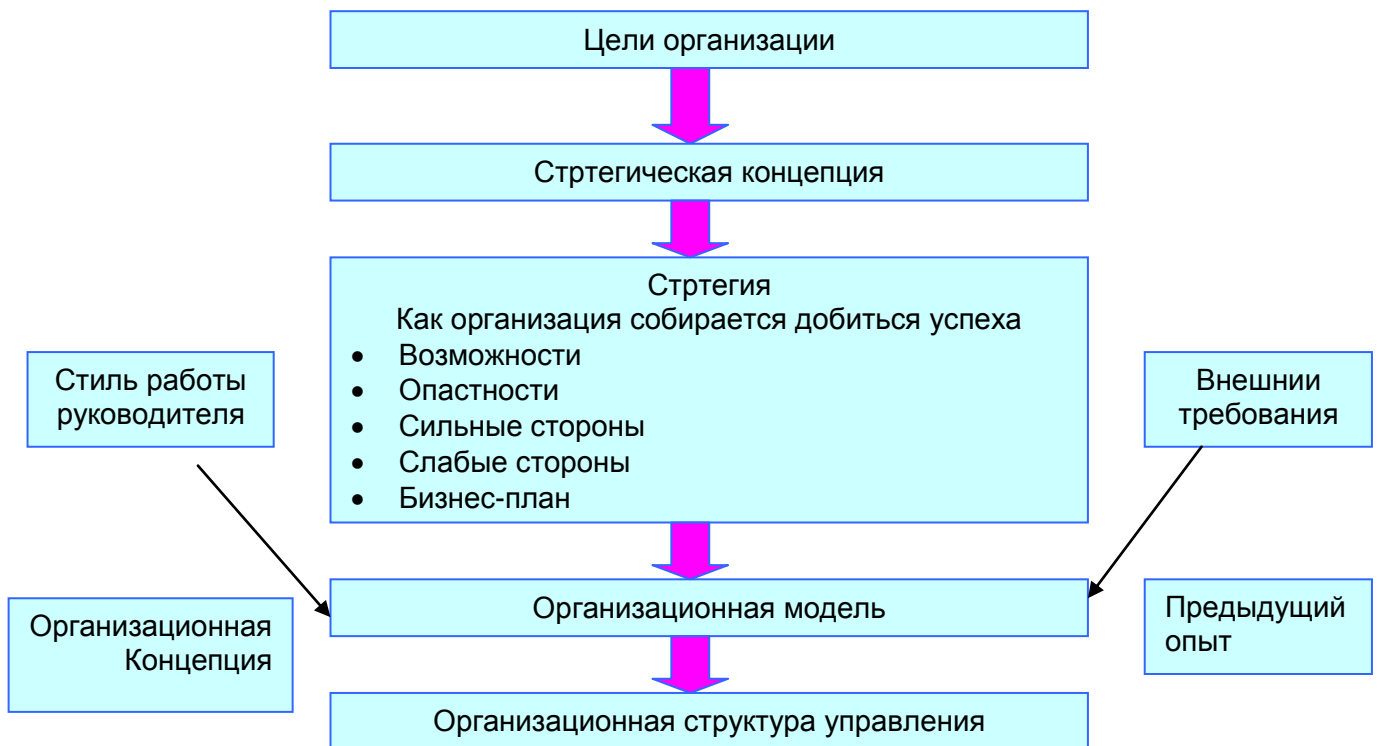 Цели организации
Стртегическая концепция
Стртегия
Как организация собирается добиться успеха
• Возможности
• Опастности
• Сильные стороны
• Слабые стороны
• Бизнес-план
Стиль работы
руководителя
Внешнии
требования
Организационная модель
Организационная
Концепция
Предыдущий
опыт
Организационная структура управления